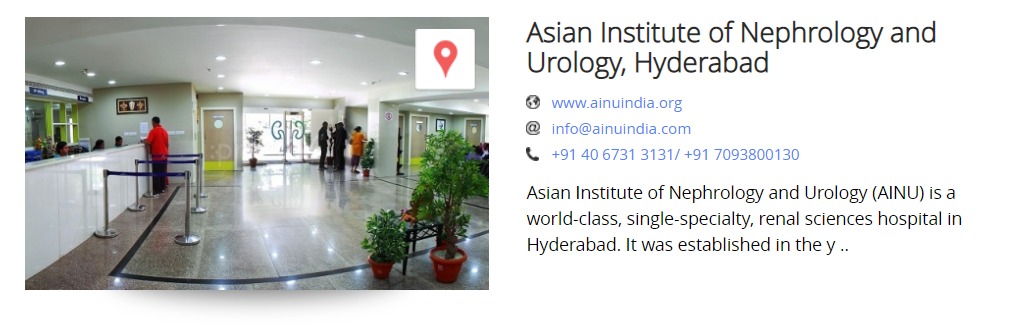 Asian Institute of Nephrology and
Urology, Hyderabad
www.ainuindia.org
info@ainuindia.com
+91 40 6731 3131/ +91 7093800130
Asian Institute of Nephrology and Urology (AINU) is a
world-class, single-specialty, renal sciences hospital in
Hyderabad. It was established in the y ..